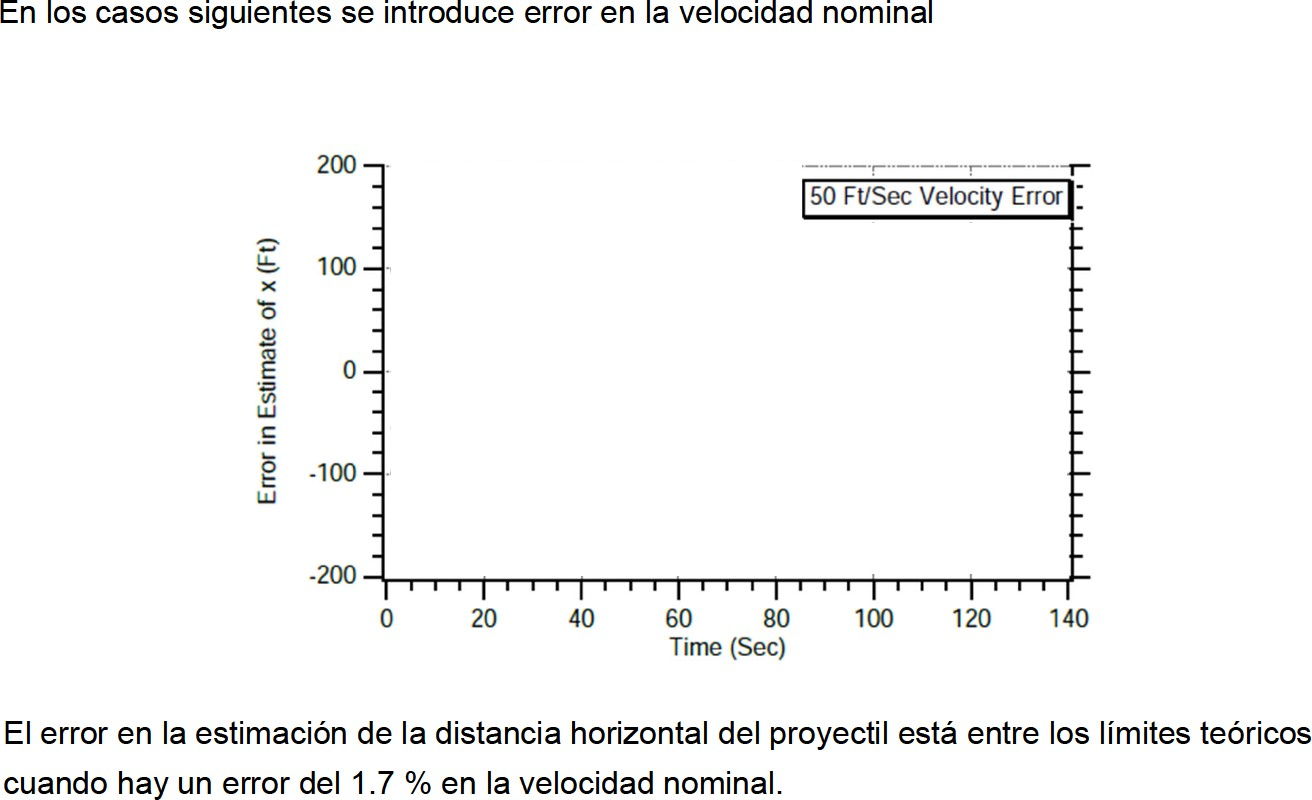 En los casos siguientes se introduce error en la velocidad nominal
200
50 Ft/Sec Velocity Error
100
0
-100
-200
Error in Estimate of x (Ft)
0 20 40 60 80 100 120 140
Time (Sec)
El error en la estimación de la distancia horizontal del proyectil está entre los límites teóricos
cuando hay un error del 1.7 % en la velocidad nominal.